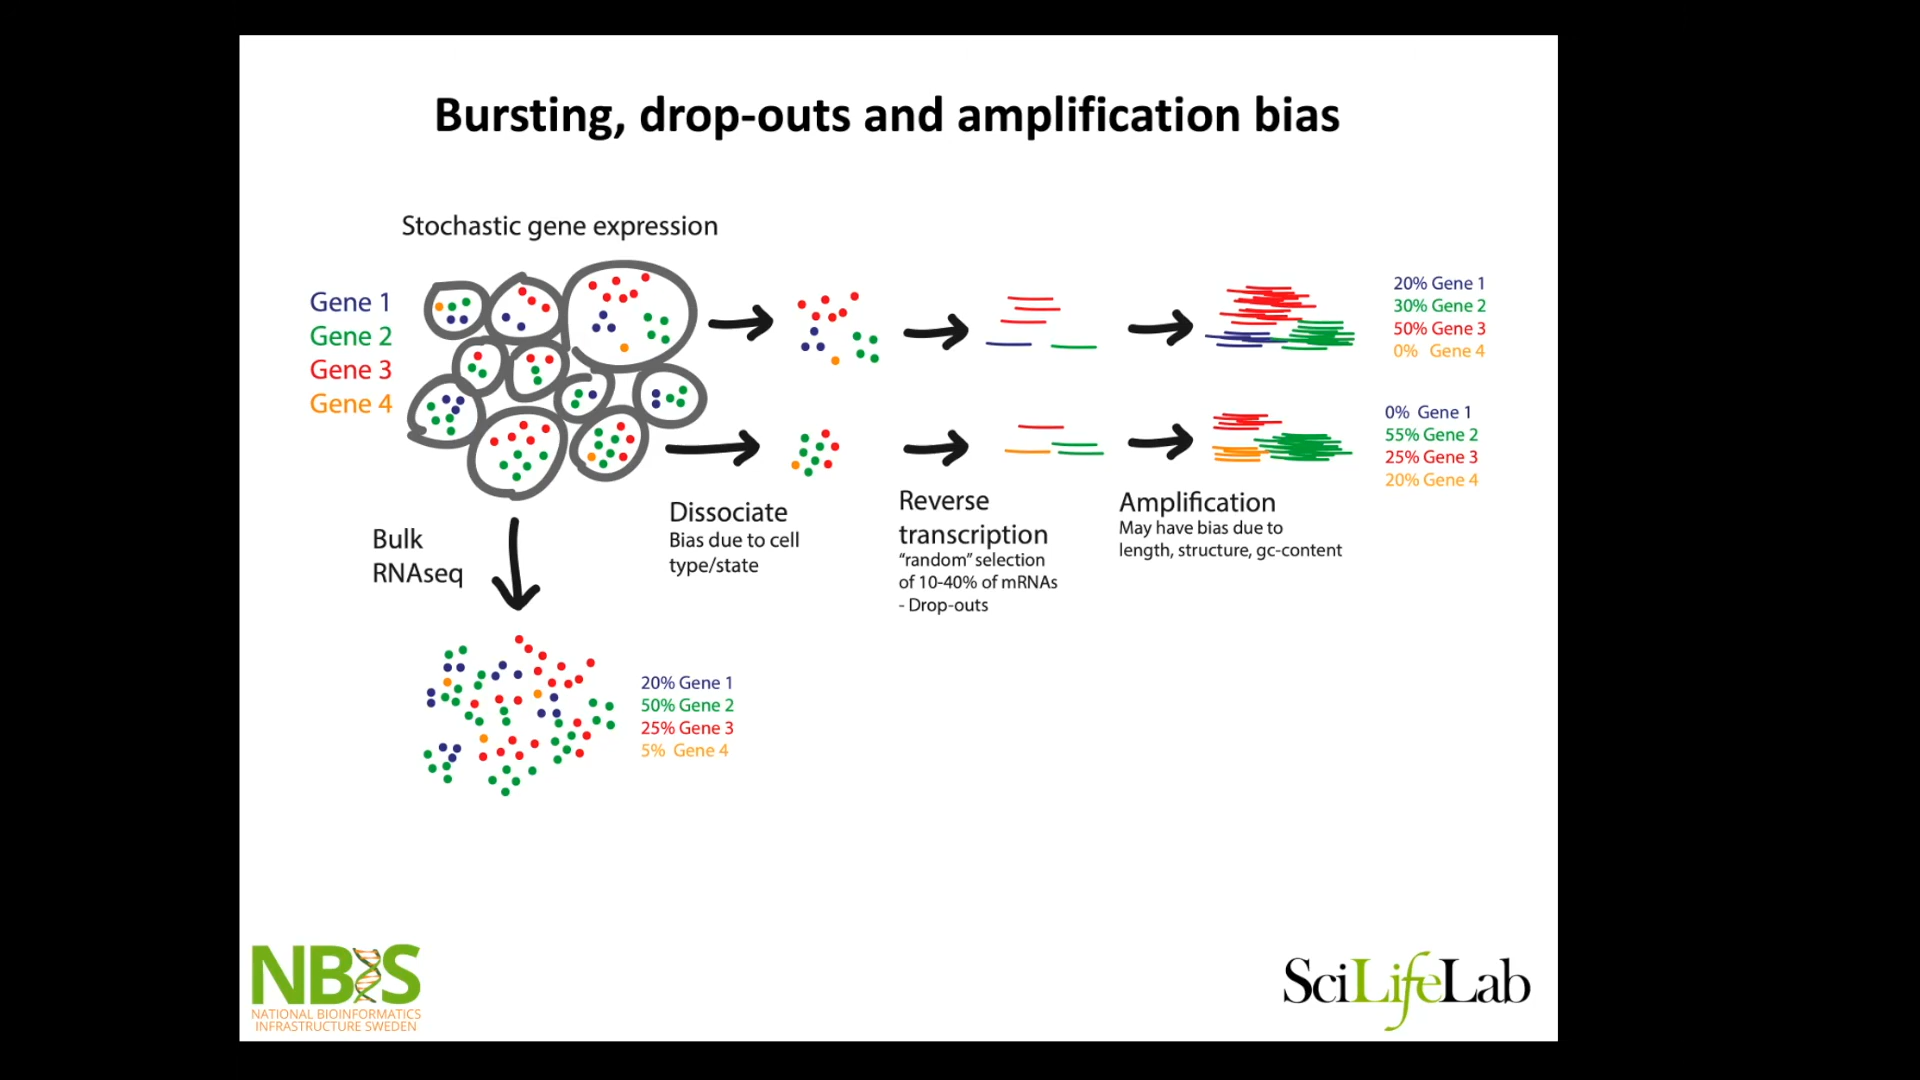 Bursting, drop-outs and amplification bias
Stochastic gene expression
Gene 1
Gene 2
Gene 3
Gene 4
20% Gene 1
30% Gene 2
50% Gene 3
0% Gene 4
0% Gene 1
55% Gene 2
25% Gene 3
20% Gene 4
Dissociate
Bias due to cell
type/state
Reverse
transcription
“random” selection
of 10-40% of mRNAs
- Drop-outs
Amplification
May have bias due to
length, structure, gc-content
Bulk
RNAseq
20% Gene 1
50% Gene 2
25% Gene 3
5% Gene 4
NBIS
NATIONAL BIOINFORMATICS
INFRASTRUCTURE SWEDEN
SciLifeLab